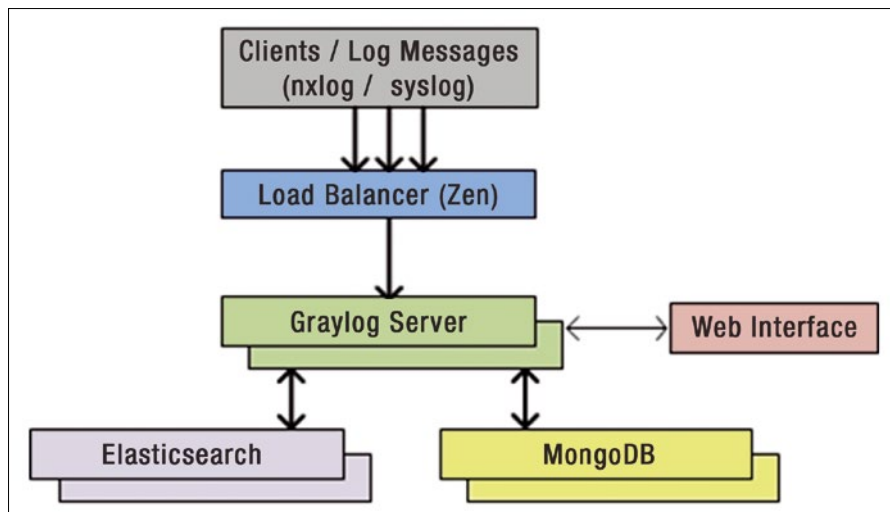 Clients / Log Messages
(nxlog / syslog)
Load Balancer (Zen)
Graylog Server
Web Interface
Elasticsearch
MongoDB